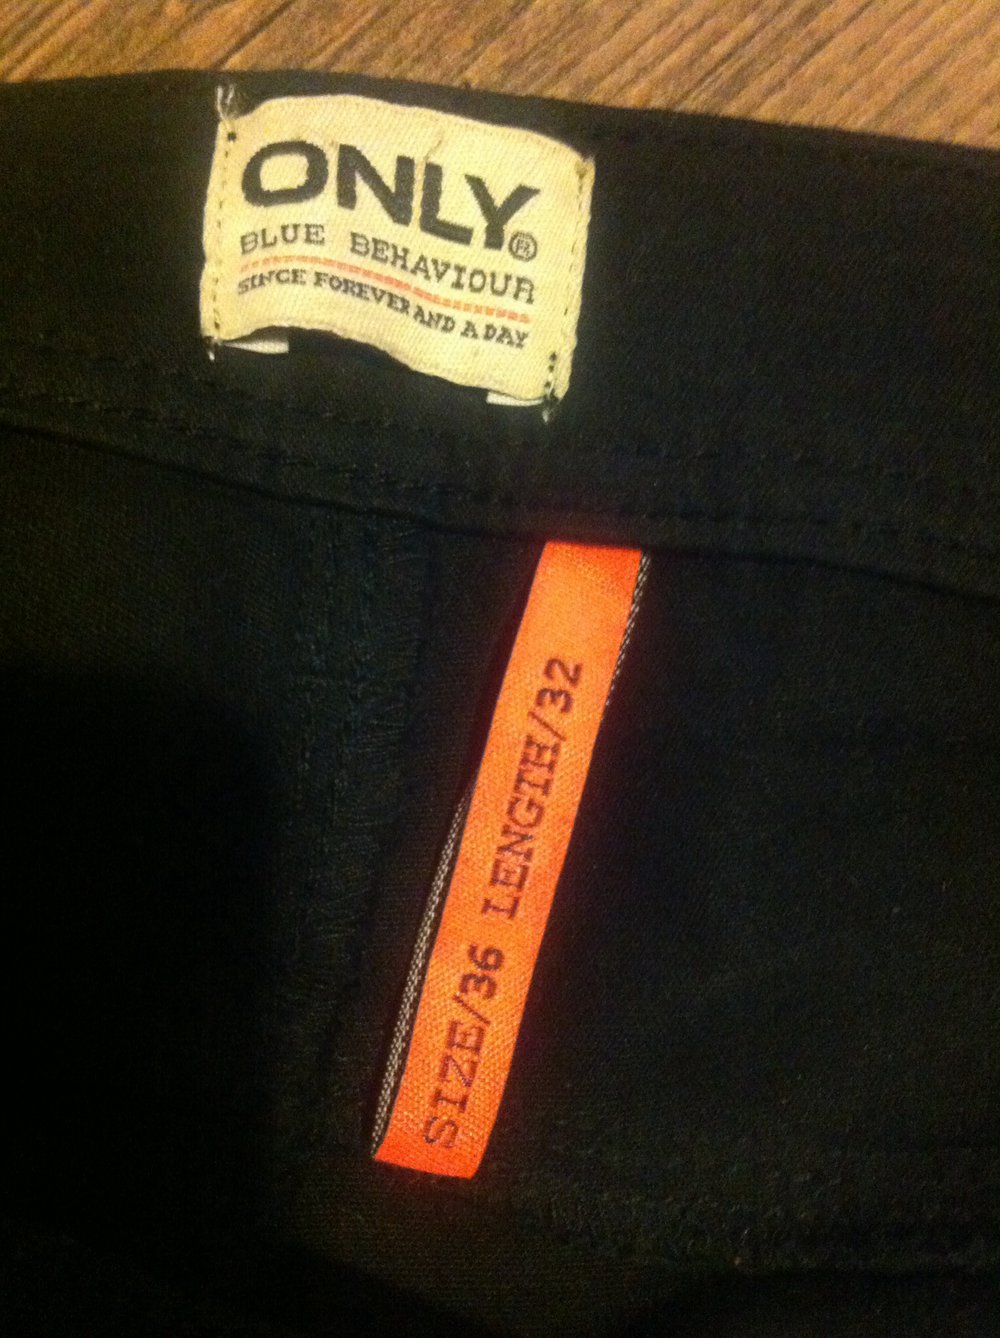 ONLY®
BLUE BEHAVIOUR
SINCE FOREVER AND A DAY
SIZE/36 LENGTH/32